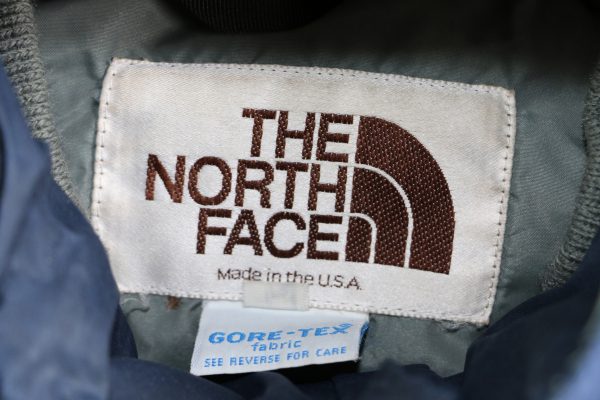 THE
NORTH
FACE
Made in the U.S.A.
GORE-TEX
fabric
SEE REVERSE FOR CARE